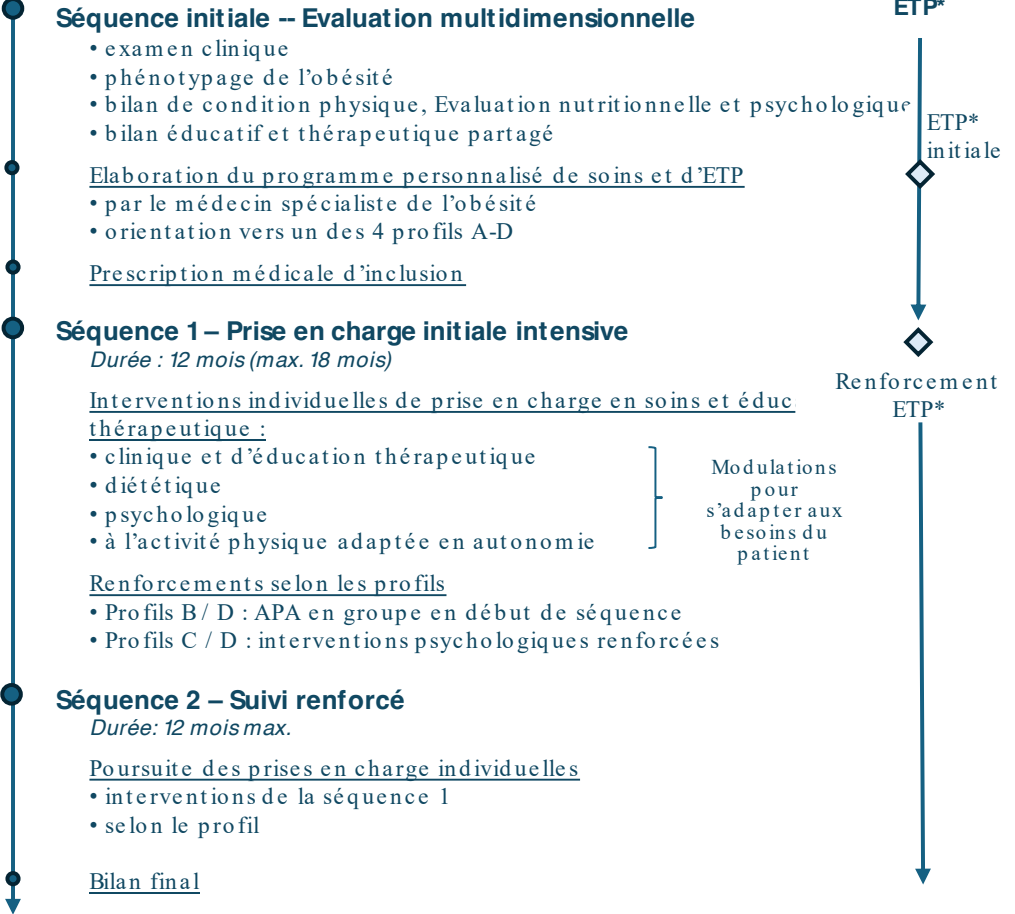 ETP*
Séquence initiale -- Evaluation multidimensionnelle
• examen clinique
• phénotypage de l'obésité
• bilan de condition physique, Evaluation nutritionnelle et psychologique
• bilan éducatif et thérapeutique partagé
ETP*
initiale
Elaboration du programme personnalisé de soins et d'ETP
• par le médecin spécialiste de l'obésité
• orientation vers un des 4 profils A-D
Prescription médicale d'inclusion
Séquence 1 – Prise en charge initiale intensive
Durée : 12 mois (max. 18 mois)
Renforcement
ETP*
Interventions individuelles de prise en charge en soins et éduc
thérapeutique :
• clinique et d'éducation thérapeutique
• diététique
• psychologique
• à l'activité physique adaptée en autonomie
Modulations
pour
s'adapter aux
besoins du
patient
Renforcements selon les profils
• Profils B / D : APA en groupe en début de séquence
• Profils C / D : interventions psychologiques renforcées
Séquence 2 – Suivi renforcé
Durée: 12 mois max.
Poursuite des prises en charge individuelles
• interventions de la séquence 1
• selon le profil
Bilan final